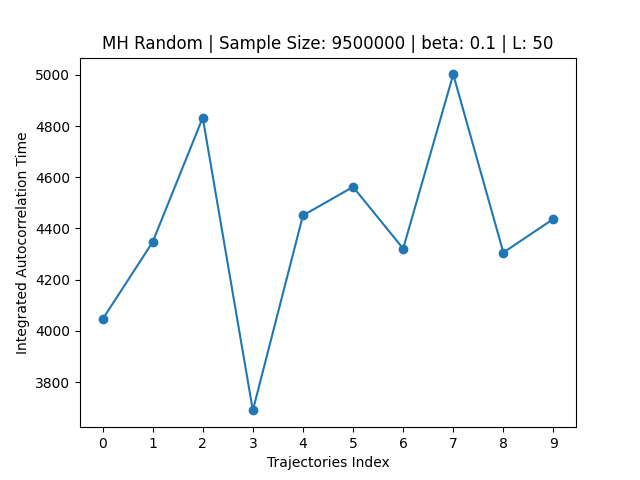 MH Random | Sample Size: 9500000 | beta: 0.1 | L: 50
Integrated Autocorrelation Time
5000
4800
4600
4400
4200
4000
3800
0 1 2 3 4 5 6 7 8 9
Trajectories Index